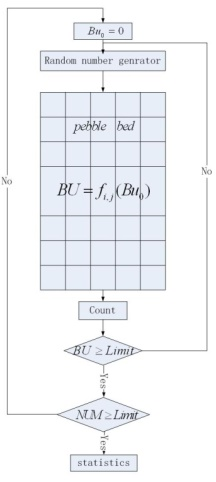 Bu₀ = 0
Random number genrator
pebble bed
No
No
BU = fᵢ,ⱼ(Bu₀)
Count
BU ≥ Limit
Yes
NUM ≥ Limit
Yes
statistics